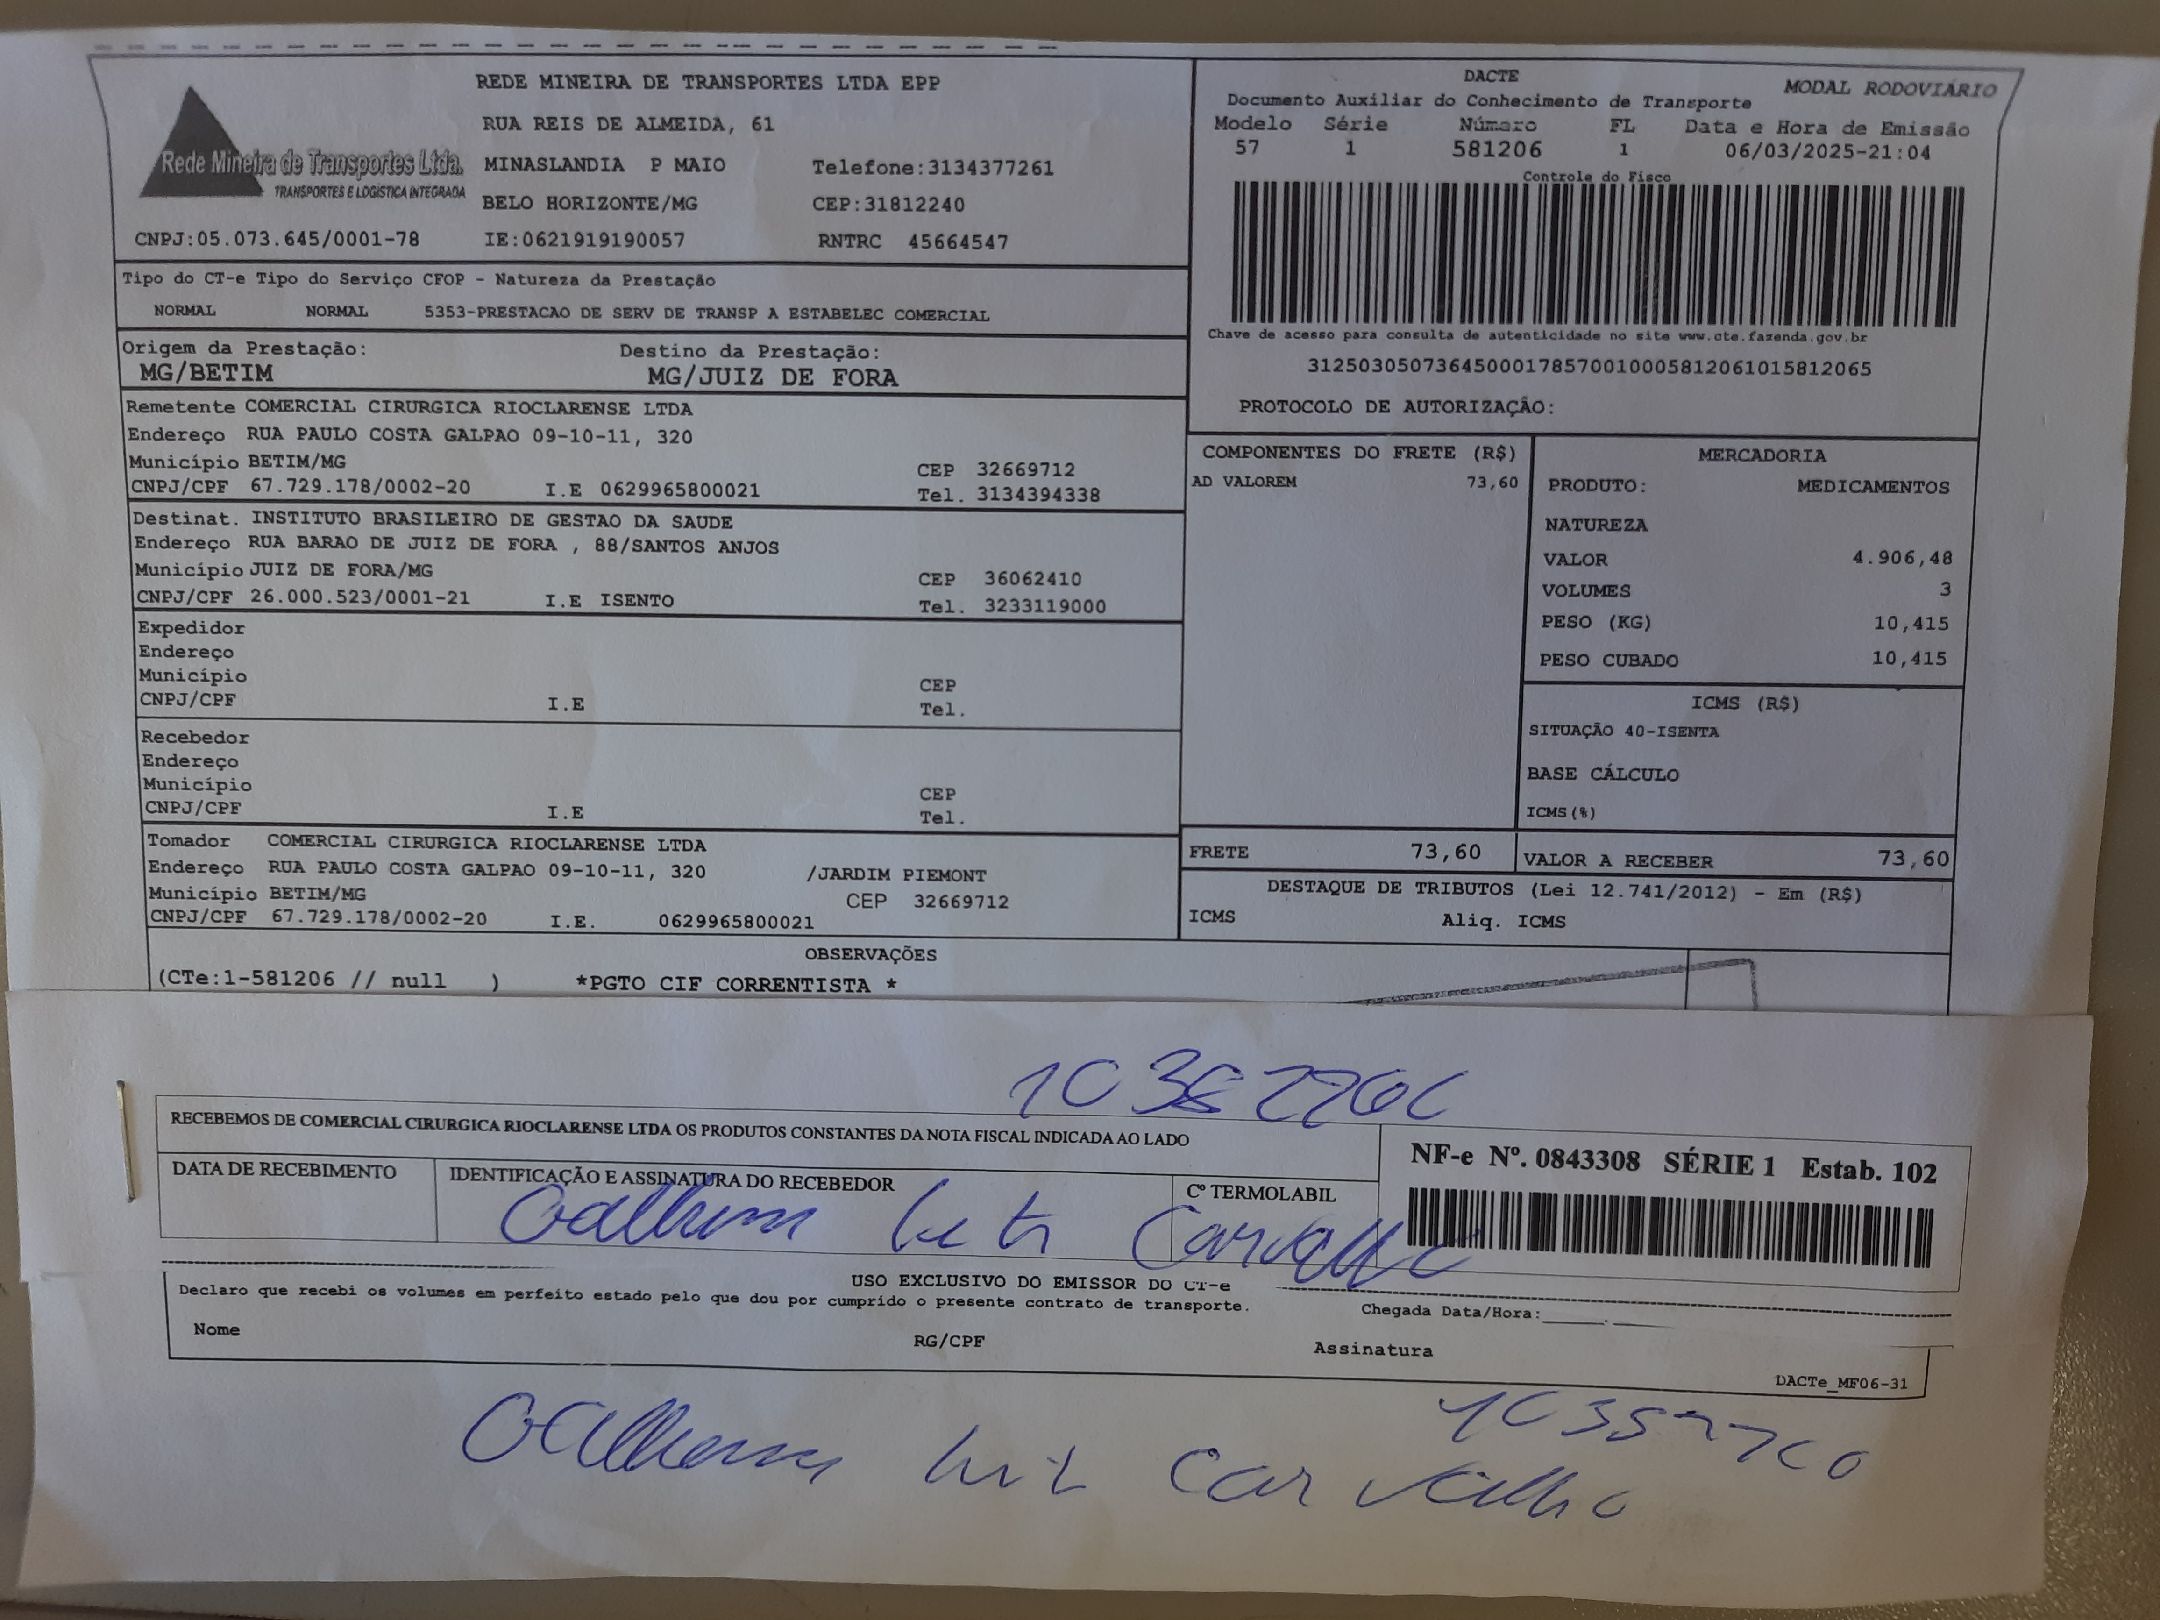 REDE MINEIRA DE TRANSPORTES LTDA EPP
RUA REIS DE ALMEIDA, 61
Rede Mineira de Transportes Ltda.
TRANSPORTES E LOGÍSTICA INTEGRADA
MINASLANDIA P MAIO Telefone:3134377261
BELO HORIZONTE/MG CEP:31812240
CNPJ:05.073.645/0001-78 IE:0621919190057 RNTRC 45664547
DACTE MODAL RODOVIÁRIO
Documento Auxiliar do Conhecimento de Transporte
Modelo Série Número FL Data e Hora de Emissão
57 1 581206 1 06/03/2025-21:04
Controle do Fisco
Chave de acesso para consulta de autenticidade no site www.cte.fazenda.gov.br
31250305073645000178570010005812061015812065
PROTOCOLO DE AUTORIZAÇÃO:
Tipo do CT-e Tipo do Serviço CFOP - Natureza da Prestação
NORMAL NORMAL 5353-PRESTACAO DE SERV DE TRANSP A ESTABELEC COMERCIAL
Origem da Prestação: Destino da Prestação:
MG/BETIM MG/JUIZ DE FORA
Remetente COMERCIAL CIRURGICA RIOCLARENSE LTDA
Endereço RUA PAULO COSTA GALPAO 09-10-11, 320
Município BETIM/MG CEP 32669712
CNPJ/CPF 67.729.178/0002-20 I.E 0629965800021 Tel. 3134394338
Destinat. INSTITUTO BRASILEIRO DE GESTAO DA SAUDE
Endereço RUA BARAO DE JUIZ DE FORA , 88/SANTOS ANJOS
Município JUIZ DE FORA/MG CEP 36062410
CNPJ/CPF 26.000.523/0001-21 I.E ISENTO Tel. 3233119000
Expedidor
Endereço
Município CEP
CNPJ/CPF I.E Tel.
Recebedor
Endereço
Município CEP
CNPJ/CPF I.E Tel.
Tomador COMERCIAL CIRURGICA RIOCLARENSE LTDA
Endereço RUA PAULO COSTA GALPAO 09-10-11, 320 /JARDIM PIEMONT
Município BETIM/MG CEP 32669712
CNPJ/CPF 67.729.178/0002-20 I.E. 0629965800021
COMPONENTES DO FRETE (R$)
AD VALOREM 73,60
MERCADORIA
PRODUTO: MEDICAMENTOS
NATUREZA
VALOR 4.906,48
VOLUMES 3
PESO (KG) 10,415
PESO CUBADO 10,415
ICMS (R$)
SITUAÇÃO 40-ISENTA
BASE CÁLCULO
ICMS(%)
FRETE 73,60 VALOR A RECEBER 73,60
DESTAQUE DE TRIBUTOS (Lei 12.741/2012) - Em (R$)
ICMS Aliq. ICMS
OBSERVAÇÕES
(CTe:1-581206 // null ) *PGTO CIF CORRENTISTA *
RECEBEMOS DE COMERCIAL CIRURGICA RIOCLARENSE LTDA OS PRODUTOS CONSTANTES DA NOTA FISCAL INDICADA AO LADO
NF-e Nº. 0843308 SÉRIE 1 Estab. 102
DATA DE RECEBIMENTO IDENTIFICAÇÃO E ASSINATURA DO RECEBEDOR Cº TERMOLABIL
Carvalho
USO EXCLUSIVO DO EMISSOR DO CT-e
Declaro que recebi os volumes em perfeito estado pelo que dou por cumprido o presente contrato de transporte. Chegada Data/Hora:
Nome RG/CPF Assinatura
DACTe_MF06-31
Luiz Carvalho